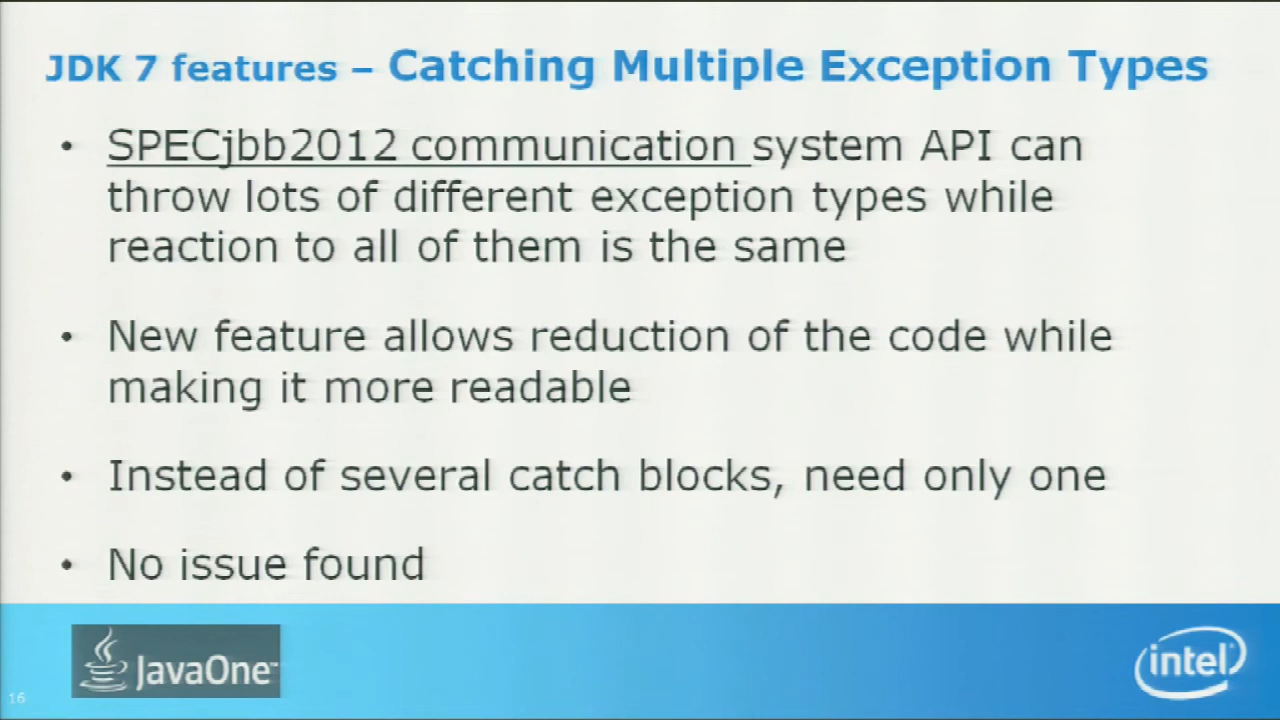 JDK 7 features – Catching Multiple Exception Types
• SPECjbb2012 communication system API can
throw lots of different exception types while
reaction to all of them is the same
• New feature allows reduction of the code while
making it more readable
• Instead of several catch blocks, need only one
• No issue found
JavaOne™
intel
16